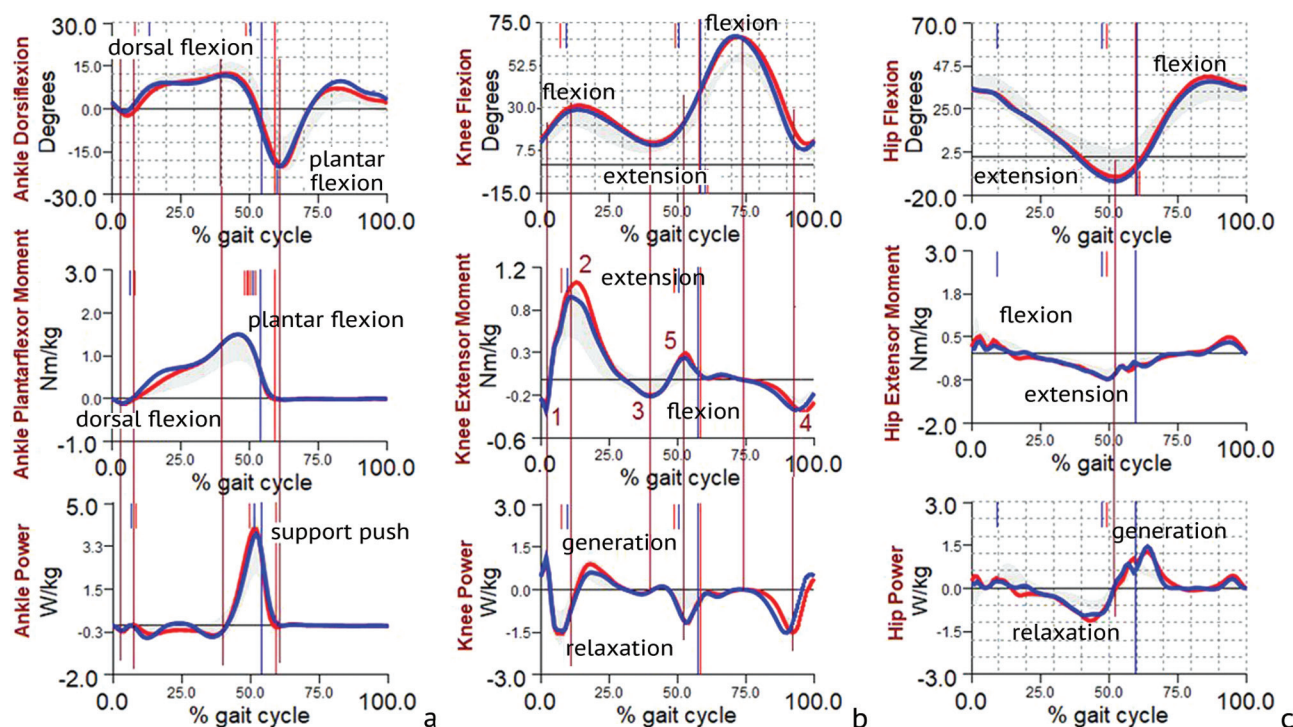 Ankle Dorsiflexion
Degrees
30.0
15.0
0.0
-15.0
-30.0
dorsal flexion
plantar
flexion
0.0
25.0
50.0
75.0
100.0
% gait cycle
Knee Flexion
Degrees
75.0
52.5
30.0
7.5
-15.0
flexion
flexion
extension
0.0
25.0
50.0
75.0
100.0
% gait cycle
Hip Flexion
Degrees
70.0
47.5
25.0
2.5
-20.0
flexion
extension
0.0
25.0
50.0
75.0
100.0
% gait cycle
Ankle Plantarflexor Moment
Nm/kg
3.0
2.0
1.0
0.0
-1.0
plantar flexion
dorsal flexion
0.0
25.0
50.0
75.0
100.0
% gait cycle
Knee Extensor Moment
Nm/kg
1.2
0.8
0.3
-0.2
-0.6
2
extension
5
1
3
flexion
4
0.0
25.0
50.0
75.0
100.0
% gait cycle
Hip Extensor Moment
Nm/kg
3.0
1.8
0.5
-0.8
-2.0
flexion
extension
0.0
25.0
50.0
75.0
100.0
% gait cycle
Ankle Power
W/kg
5.0
3.3
1.5
-0.3
-2.0
support push
0.0
25.0
50.0
75.0
100.0
% gait cycle
a
Knee Power
W/kg
3.0
1.5
0.0
-1.5
-3.0
generation
relaxation
0.0
25.0
50.0
75.0
100.0
% gait cycle
b
Hip Power
W/kg
3.0
1.5
0.0
-1.5
-3.0
generation
relaxation
0.0
25.0
50.0
75.0
100.0
% gait cycle
c